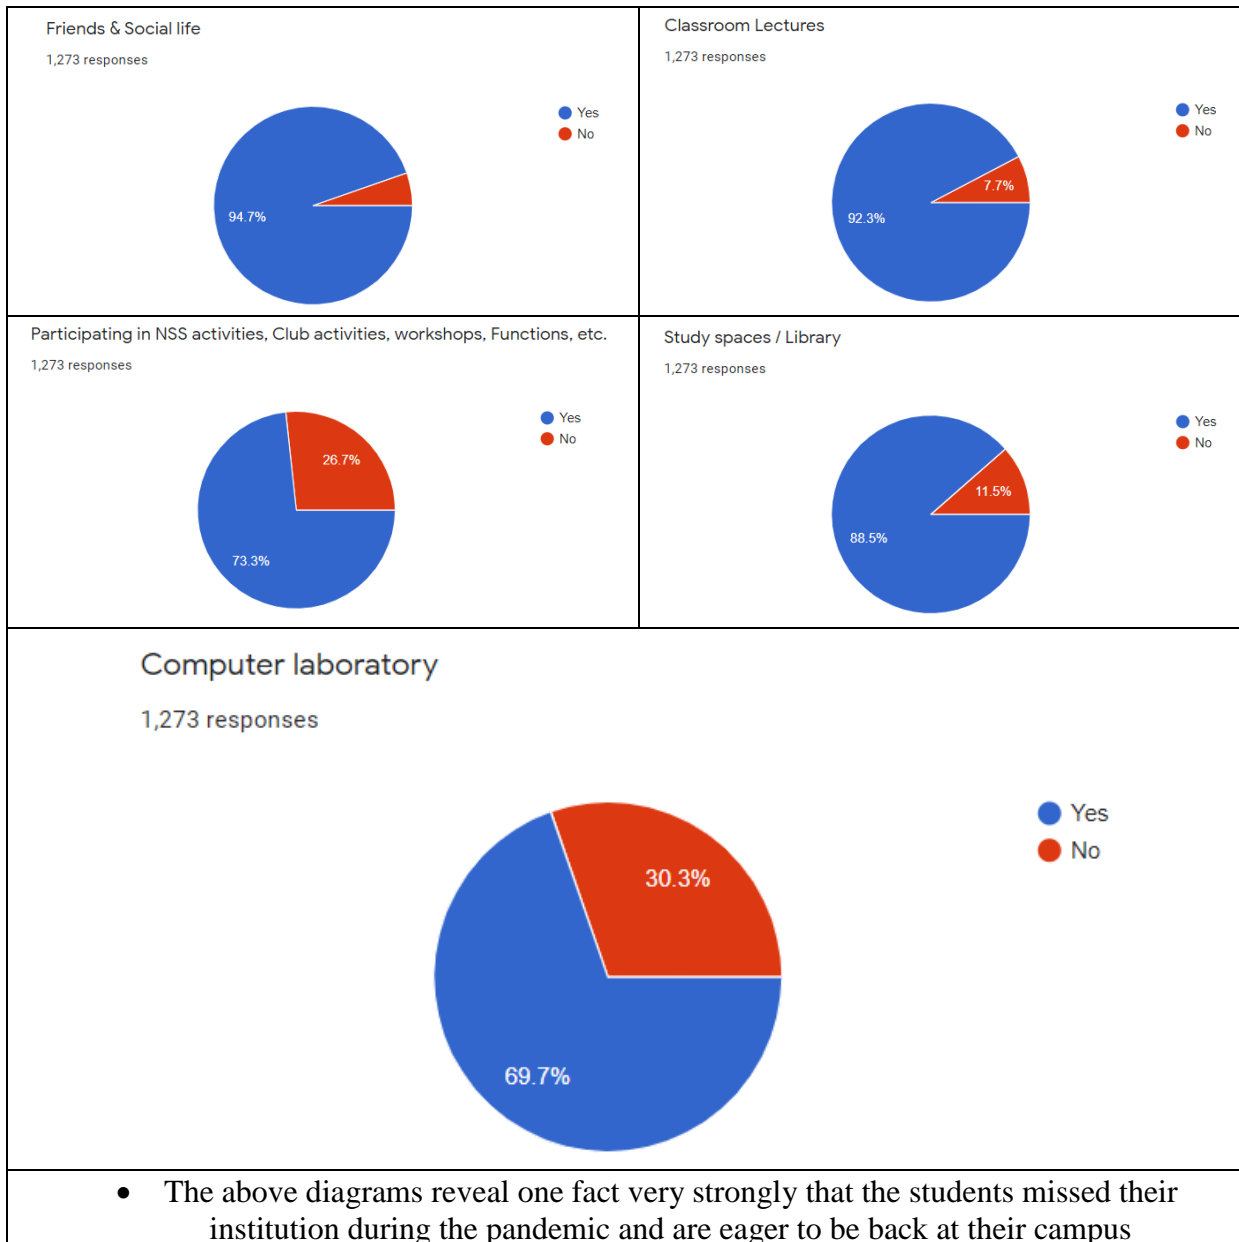 Friends & Social life
1,273 responses
Yes
No
94.7%
Classroom Lectures
1,273 responses
Yes
No
7.7%
92.3%
Participating in NSS activities, Club activities, workshops, Functions, etc.
1,273 responses
Yes
No
26.7%
73.3%
Study spaces / Library
1,273 responses
Yes
No
11.5%
88.5%
Computer laboratory
1,273 responses
Yes
No
30.3%
69.7%
• The above diagrams reveal one fact very strongly that the students missed their
institution during the pandemic and are eager to be back at their campus